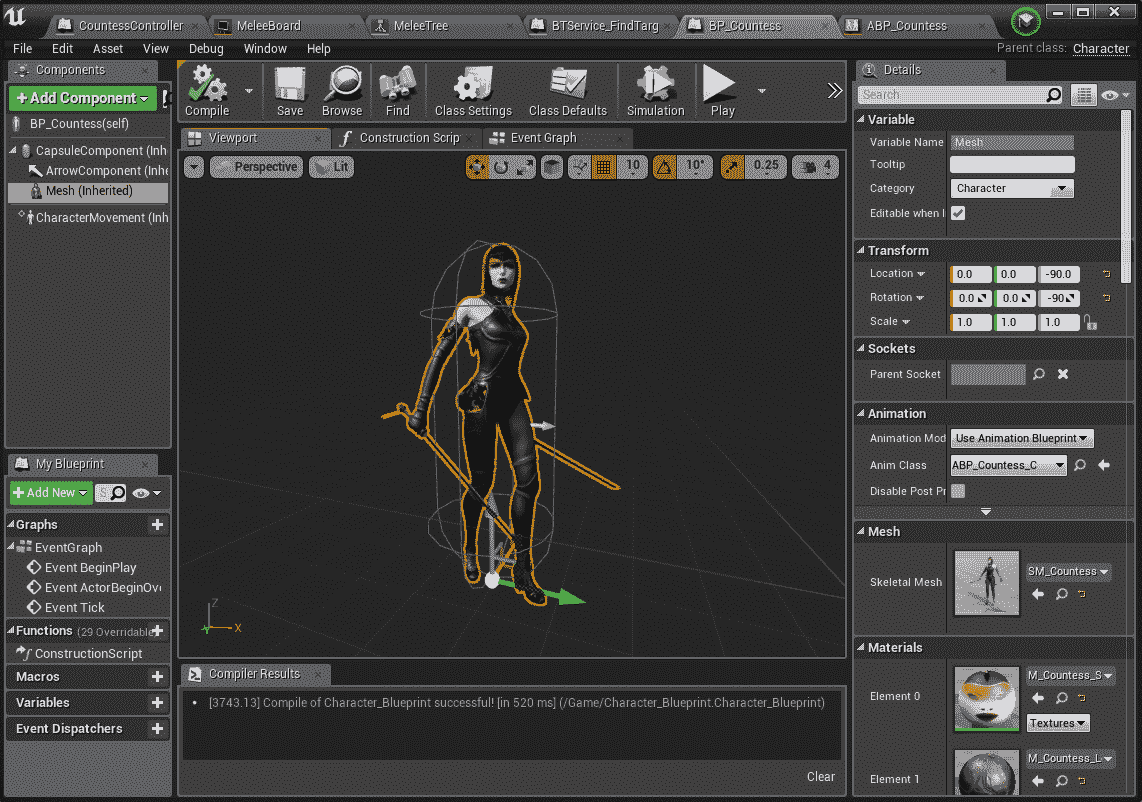 CountessController
MeleeBoard
MeleeTree
BTService_FindTarg
BP_Countess
ABP_Countess
File Edit Asset View Debug Window Help
Parent class: Character
Components
+Add Component
BP_Countess(self)
CapsuleComponent (Inh
ArrowComponent (Inhe
Mesh (Inherited)
CharacterMovement (Inh
Compile
Save
Browse
Find
Class Settings
Class Defaults
Simulation
Play
Viewport
Construction Scrip
Event Graph
Perspective
Lit
10
10°
0.25
4
X
Z
My Blueprint
+Add New
S
Graphs
EventGraph
Event BeginPlay
Event ActorBeginOv
Event Tick
Functions (29 Overridable
ConstructionScript
Macros
Variables
Event Dispatchers
Compiler Results
[3743.13] Compile of Character_Blueprint successful! [in 520 ms] (/Game/Character_Blueprint.Character_Blueprint)
Clear
Details
Search
Variable
Variable Name Mesh
Tooltip
Category Character
Editable when I
Transform
Location 0.0 0.0 -90.0
Rotation 0.0 0.0 -90
Scale 1.0 1.0 1.0
Sockets
Parent Socket
Animation
Animation Mod Use Animation Blueprint
Anim Class ABP_Countess_C
Disable Post Pr
Mesh
Skeletal Mesh SM_Countess
Materials
Element 0 M_Countess_S
Textures
Element 1 M_Countess_L